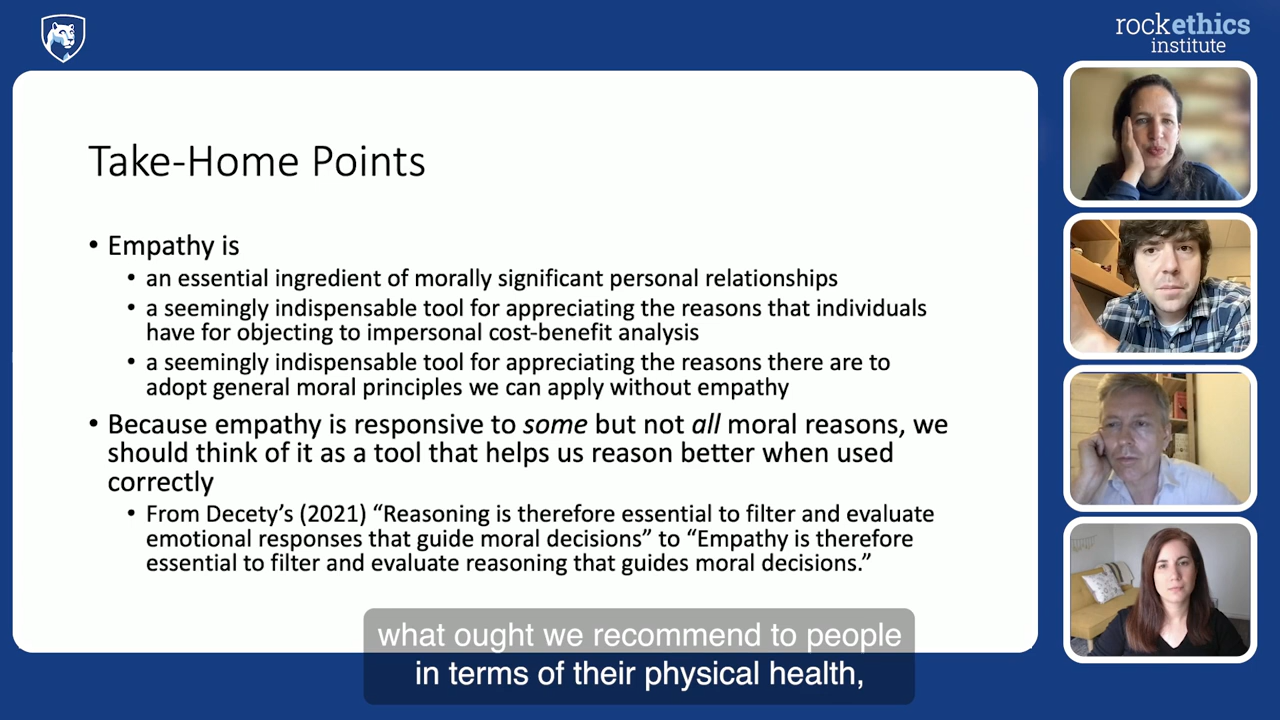 rockethics
institute
Take-Home Points
• Empathy is
• an essential ingredient of morally significant personal relationships
• a seemingly indispensable tool for appreciating the reasons that individuals
have for objecting to impersonal cost-benefit analysis
• a seemingly indispensable tool for appreciating the reasons there are to
adopt general moral principles we can apply without empathy
• Because empathy is responsive to some but not all moral reasons, we
should think of it as a tool that helps us reason better when used
correctly
• From Decety’s (2021) “Reasoning is therefore essential to filter and evaluate
emotional responses that guide moral decisions” to “Empathy is therefore
essential to filter and evaluate reasoning that guides moral decisions.”
what ought we recommend to people
in terms of their physical health,